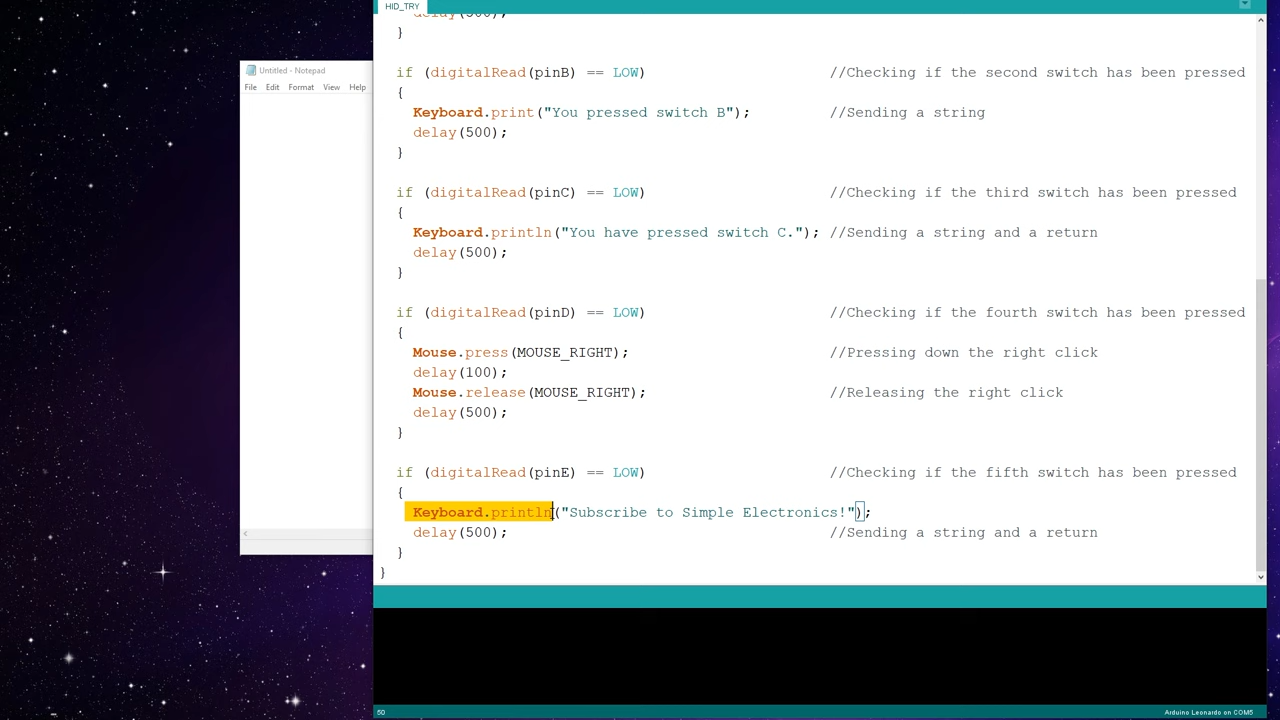 HID_TRY
delay(500);
}
Untitled - Notepad
File Edit Format View Help
if (digitalRead(pinB) == LOW) //Checking if the second switch has been pressed
{
Keyboard.print("You pressed switch B"); //Sending a string
delay(500);
}
if (digitalRead(pinC) == LOW) //Checking if the third switch has been pressed
{
Keyboard.println("You have pressed switch C."); //Sending a string and a return
delay(500);
}
if (digitalRead(pinD) == LOW) //Checking if the fourth switch has been pressed
{
Mouse.press(MOUSE_RIGHT); //Pressing down the right click
delay(100);
Mouse.release(MOUSE_RIGHT); //Releasing the right click
delay(500);
}
if (digitalRead(pinE) == LOW) //Checking if the fifth switch has been pressed
{
Keyboard.println("Subscribe to Simple Electronics!");
delay(500); //Sending a string and a return
}
}
50 Arduino Leonardo on COM5